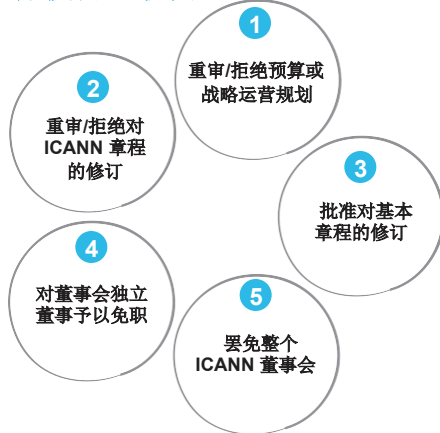 1
重审/拒绝预算或
战略运营规划
2
重审/拒绝对
ICANN 章程
的修订
3
批准对基本
章程的修订
4
对董事会独立
董事予以免职
5
罢免整个
ICANN 董事会